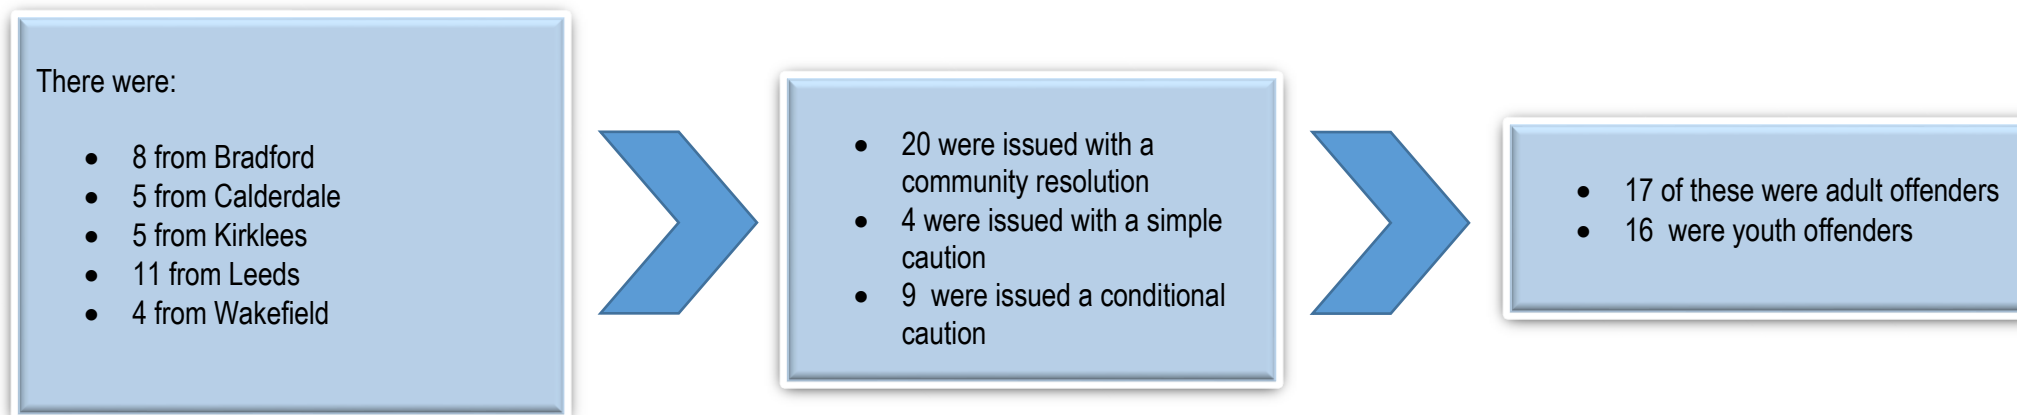 There were:
• 8 from Bradford
• 5 from Calderdale
• 5 from Kirklees
• 11 from Leeds
• 4 from Wakefield
• 20 were issued with a
community resolution
• 4 were issued with a simple
caution
• 9  were issued a conditional
caution
• 17 of these were adult offenders
• 16  were youth offenders